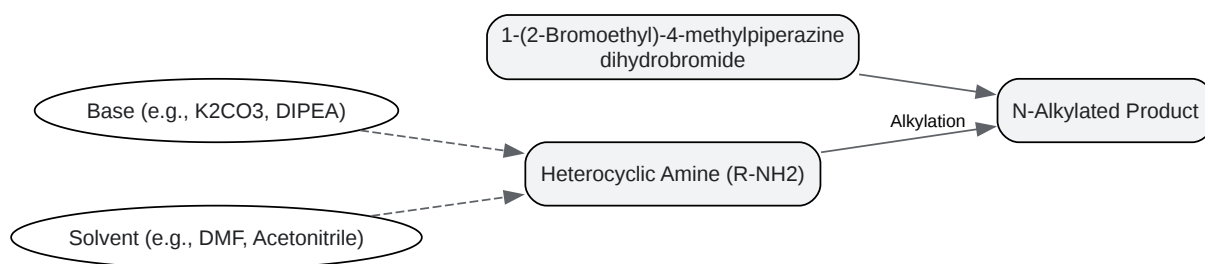 1-(2-Bromoethyl)-4-methylpiperazine
dihydrobromide
Base (e.g., K2CO3, DIPEA)
N-Alkylated Product
Alkylation
Heterocyclic Amine (R-NH2)
Solvent (e.g., DMF, Acetonitrile)